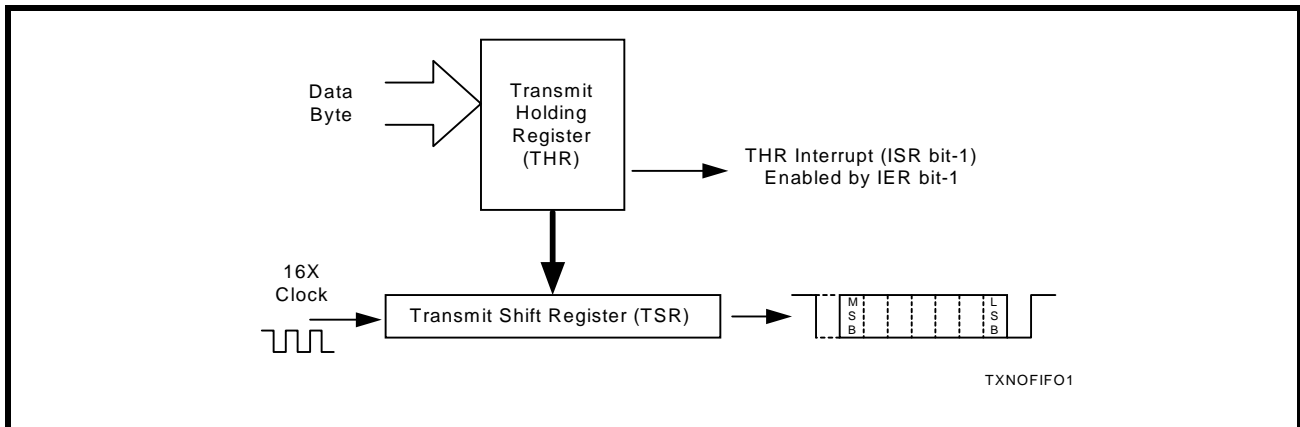 Data
Byte
Transmit
Holding
Register
(THR)
THR Interrupt (ISR bit-1)
Enabled by IER bit-1
16X
Clock
Transmit Shift Register (TSR)
M
S
B
L
S
B
TXNOFIFO1